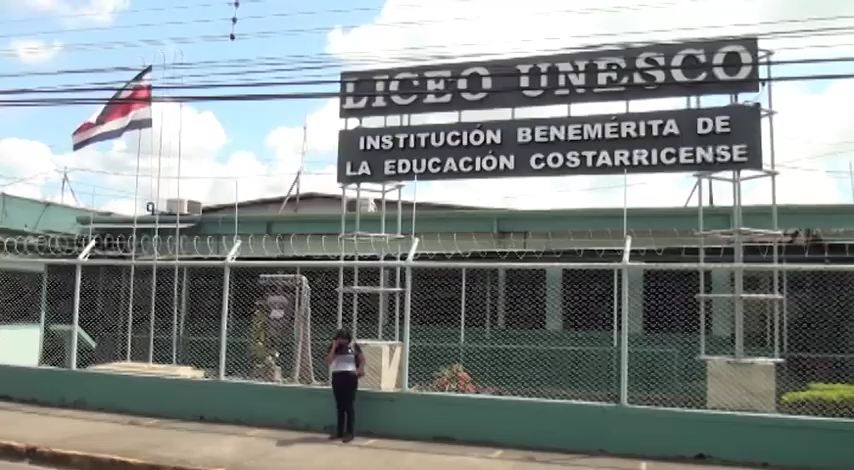 LICEO UNESCO
INSTITUCIÓN BENEMÉRITA DE
LA EDUCACIÓN COSTARRICENSE